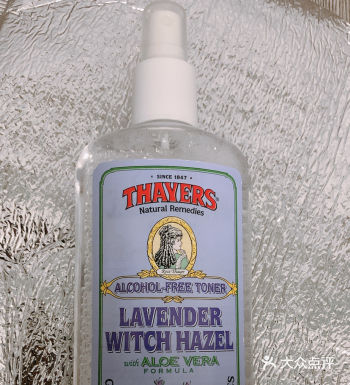 • SINCE 1847 •
THAYERS
Natural Remedies
ALCOHOL-FREE TONER
LAVENDER
WITCH HAZEL
with ALOE VERA
FORMULA
大众点评